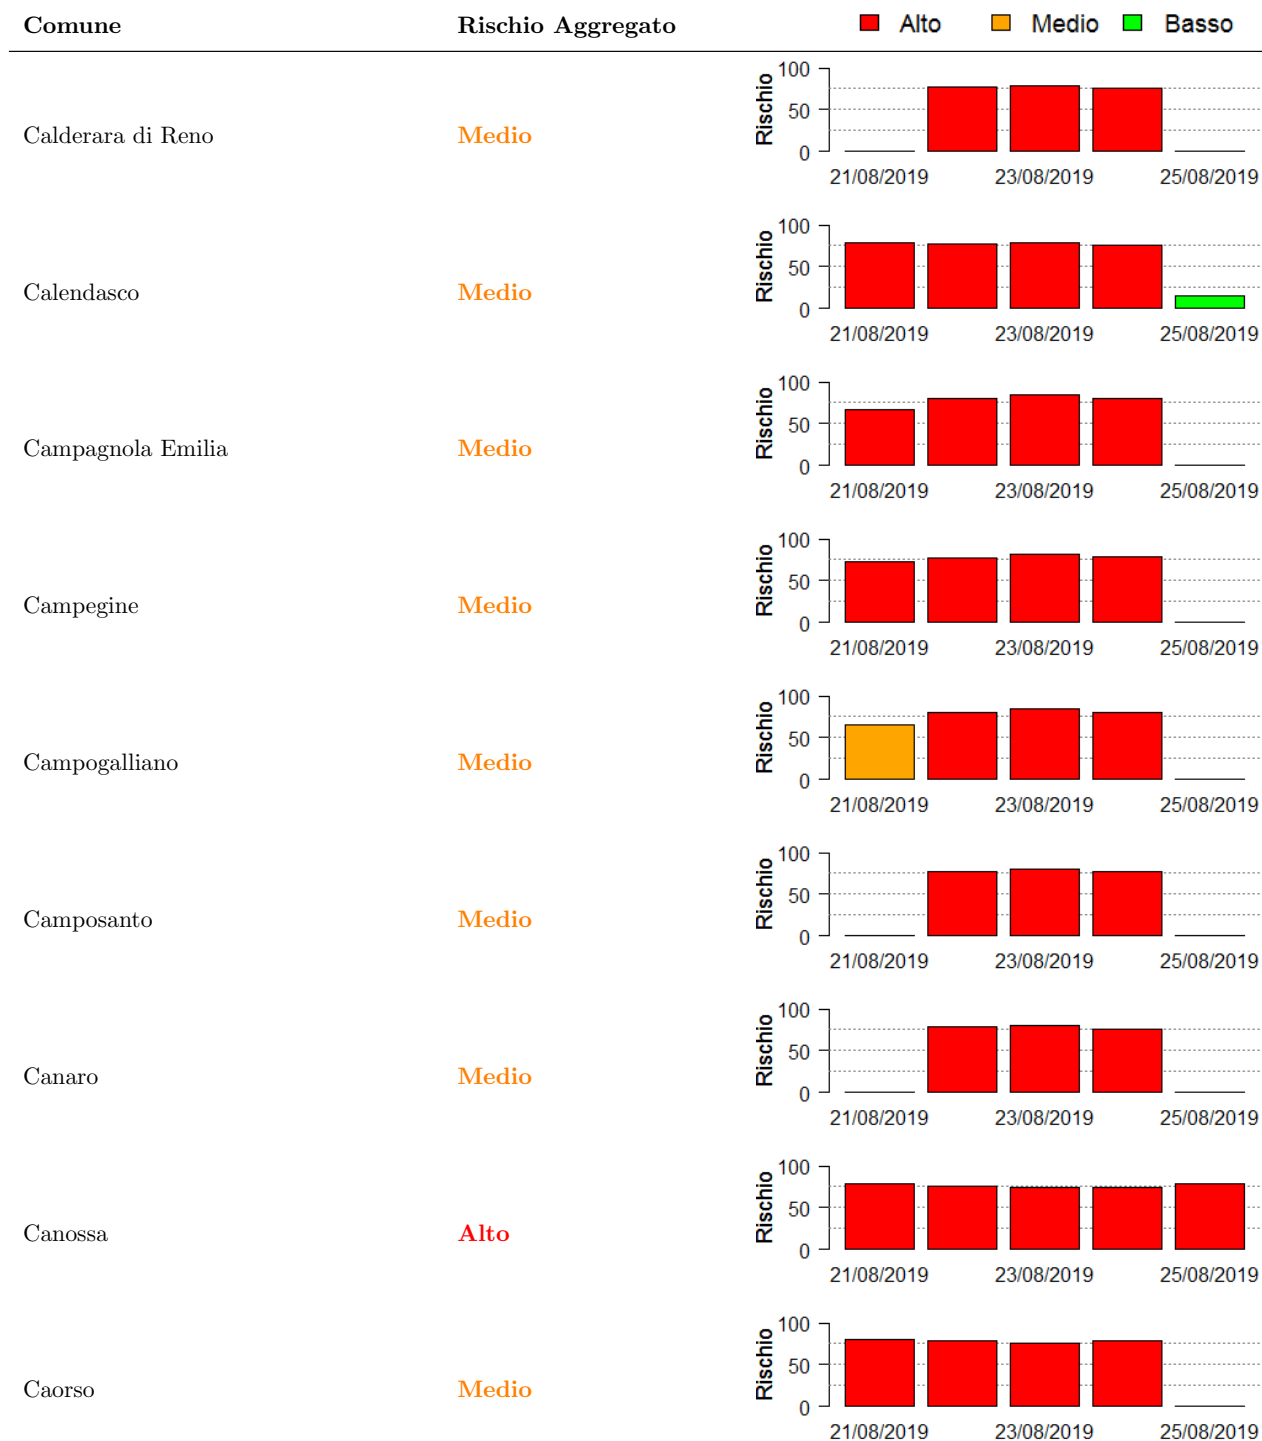 Comune Rischio Aggregato Alto Medio Basso
Calderara di Reno Medio Rischio 100 50 0
21/08/2019 23/08/2019 25/08/2019
Calendasco Medio Rischio 100 50 0
21/08/2019 23/08/2019 25/08/2019
Campagnola Emilia Medio Rischio 100 50 0
21/08/2019 23/08/2019 25/08/2019
Campegine Medio Rischio 100 50 0
21/08/2019 23/08/2019 25/08/2019
Campogalliano Medio Rischio 100 50 0
21/08/2019 23/08/2019 25/08/2019
Camposanto Medio Rischio 100 50 0
21/08/2019 23/08/2019 25/08/2019
Canaro Medio Rischio 100 50 0
21/08/2019 23/08/2019 25/08/2019
Canossa Alto Rischio 100 50 0
21/08/2019 23/08/2019 25/08/2019
Caorso Medio Rischio 100 50 0
21/08/2019 23/08/2019 25/08/2019